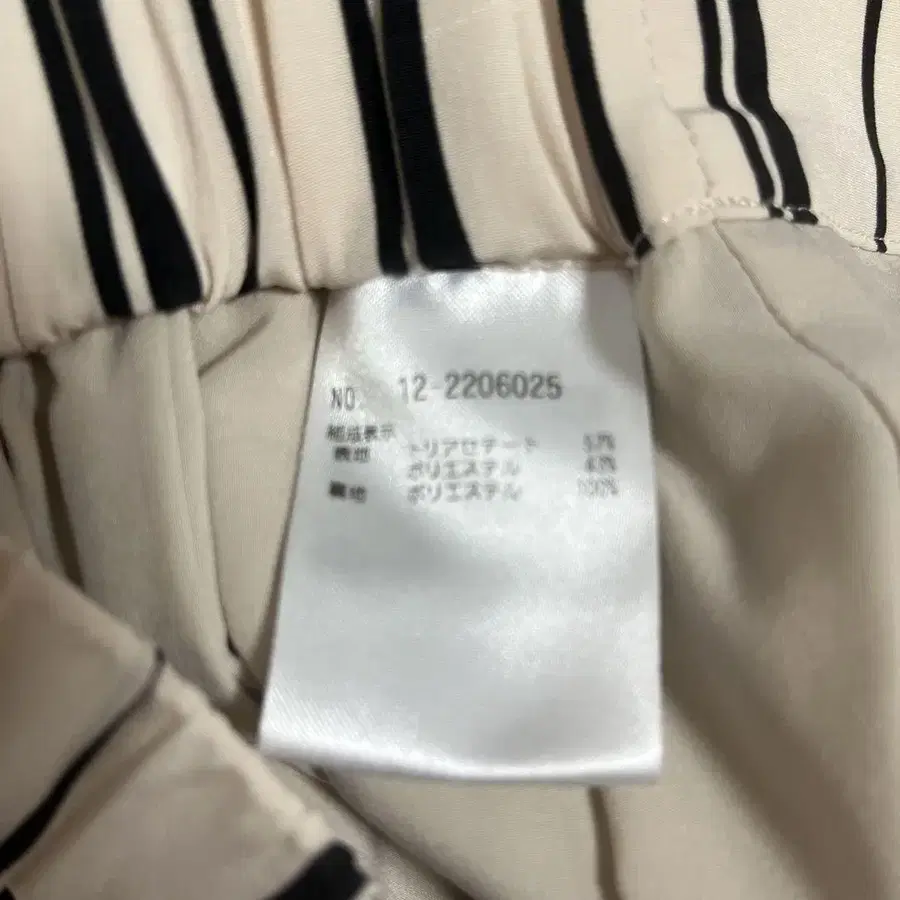 NO. 12-2206025
組成表示
表地 トリアセテート 57%
ポリエステル 43%
裏地 ポリエステル 100%